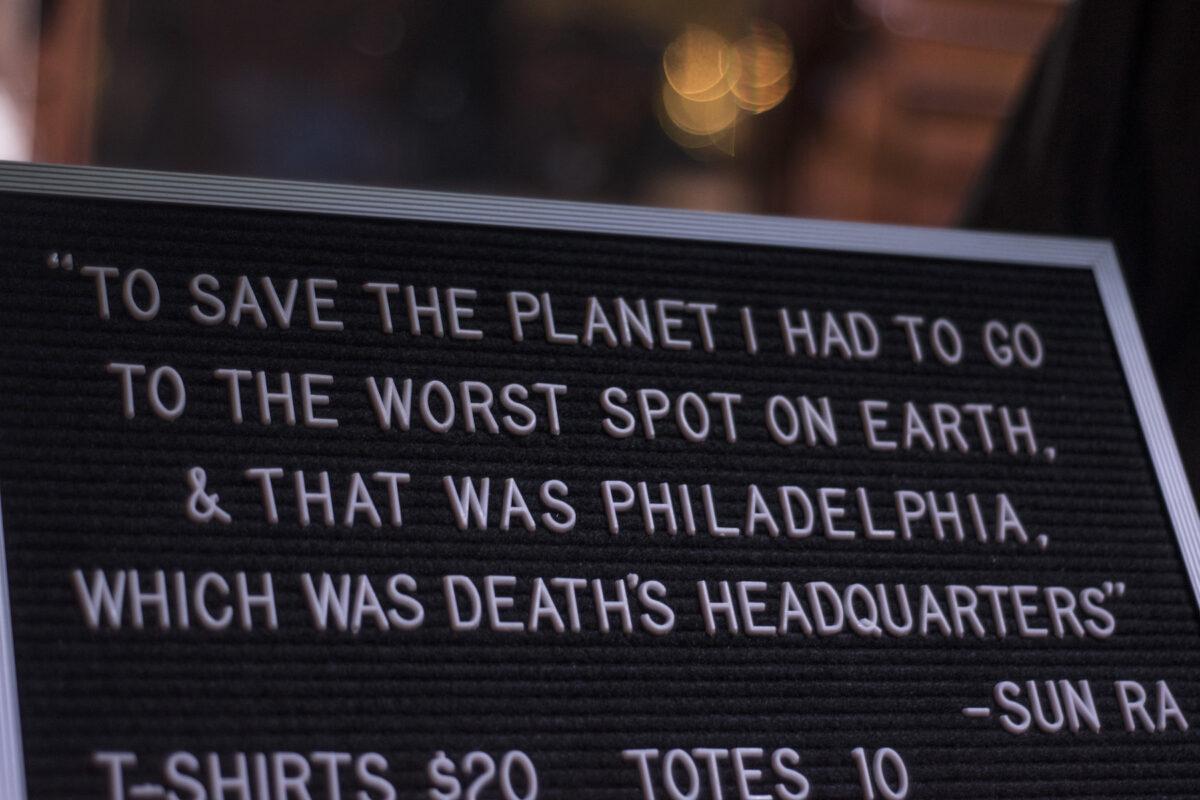 “TO SAVE THE PLANET I HAD TO GO
TO THE WORST SPOT ON EARTH,
& THAT WAS PHILADELPHIA,
WHICH WAS DEATH'S HEADQUARTERS”
-SUN RA
T-SHIRTS $20 TOTES 10